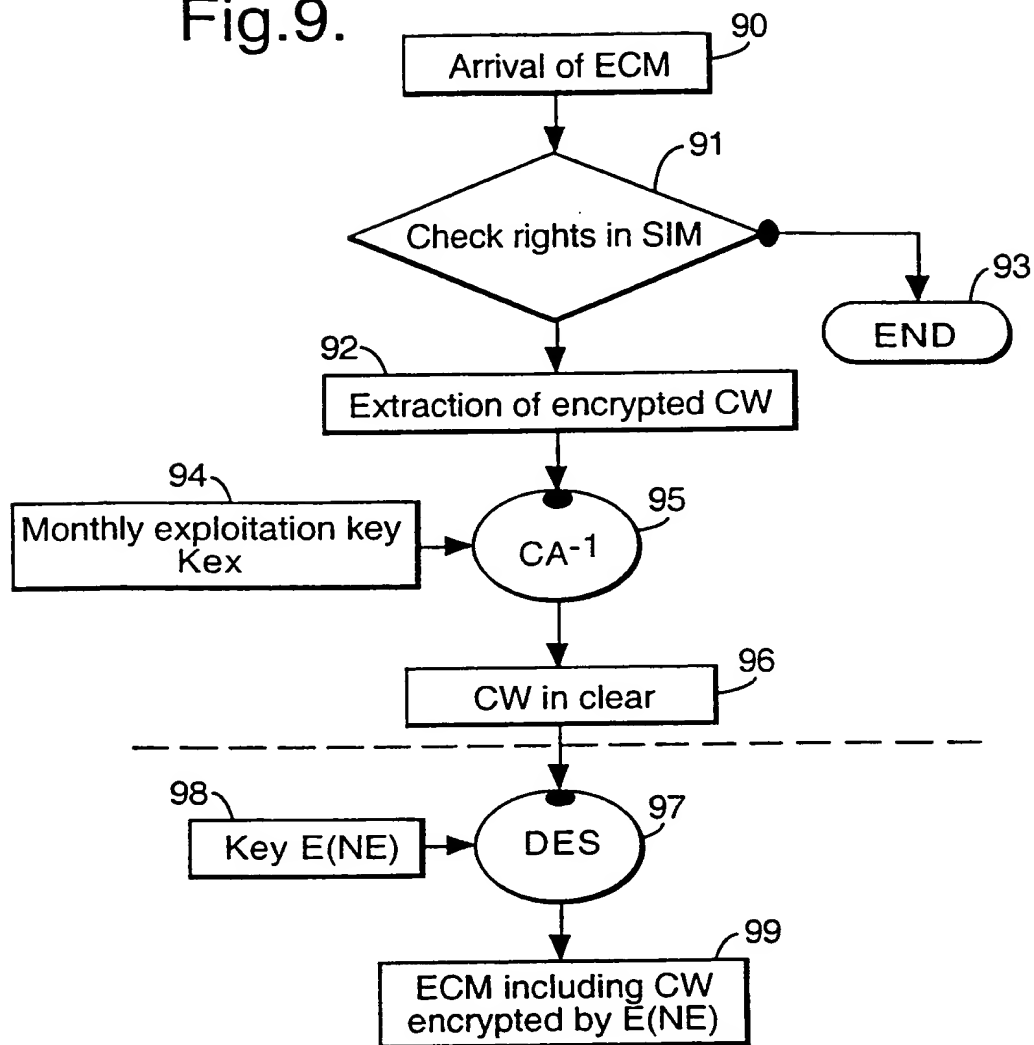 Fig.9.
90
Arrival of ECM
91
Check rights in SIM
93
END
92
Extraction of encrypted CW
94
Monthly exploitation key
Kex
95
CA-1
96
CW in clear
98
Key E(NE)
97
DES
99
ECM including CW
encrypted by E(NE)